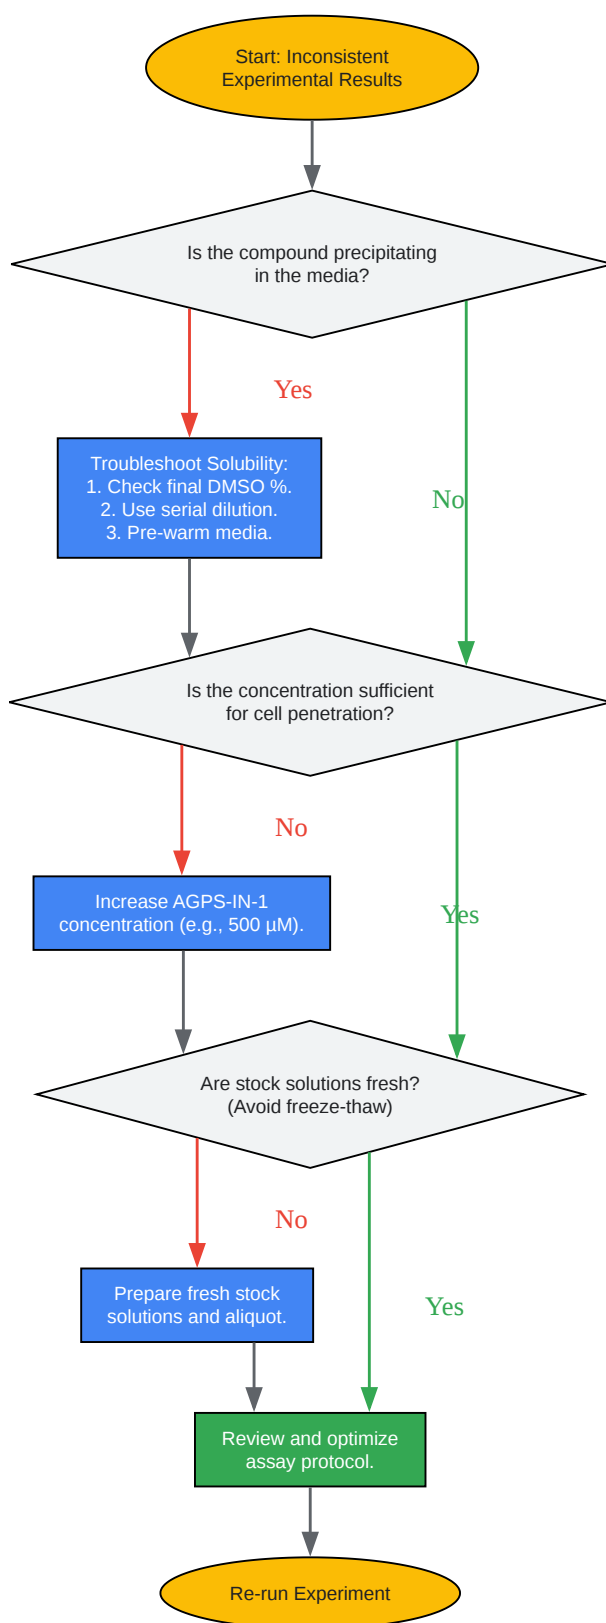 Start: Inconsistent
Experimental Results
Is the compound precipitating
in the media?
Yes
Troubleshoot Solubility:
1. Check final DMSO %.
2. Use serial dilution.
3. Pre-warm media.
No
Is the concentration sufficient
for cell penetration?
No
Increase AGPS-IN-1
concentration (e.g., 500 µM).
Yes
Are stock solutions fresh?
(Avoid freeze-thaw)
No
Prepare fresh stock
solutions and aliquot.
Yes
Review and optimize
assay protocol.
Re-run Experiment